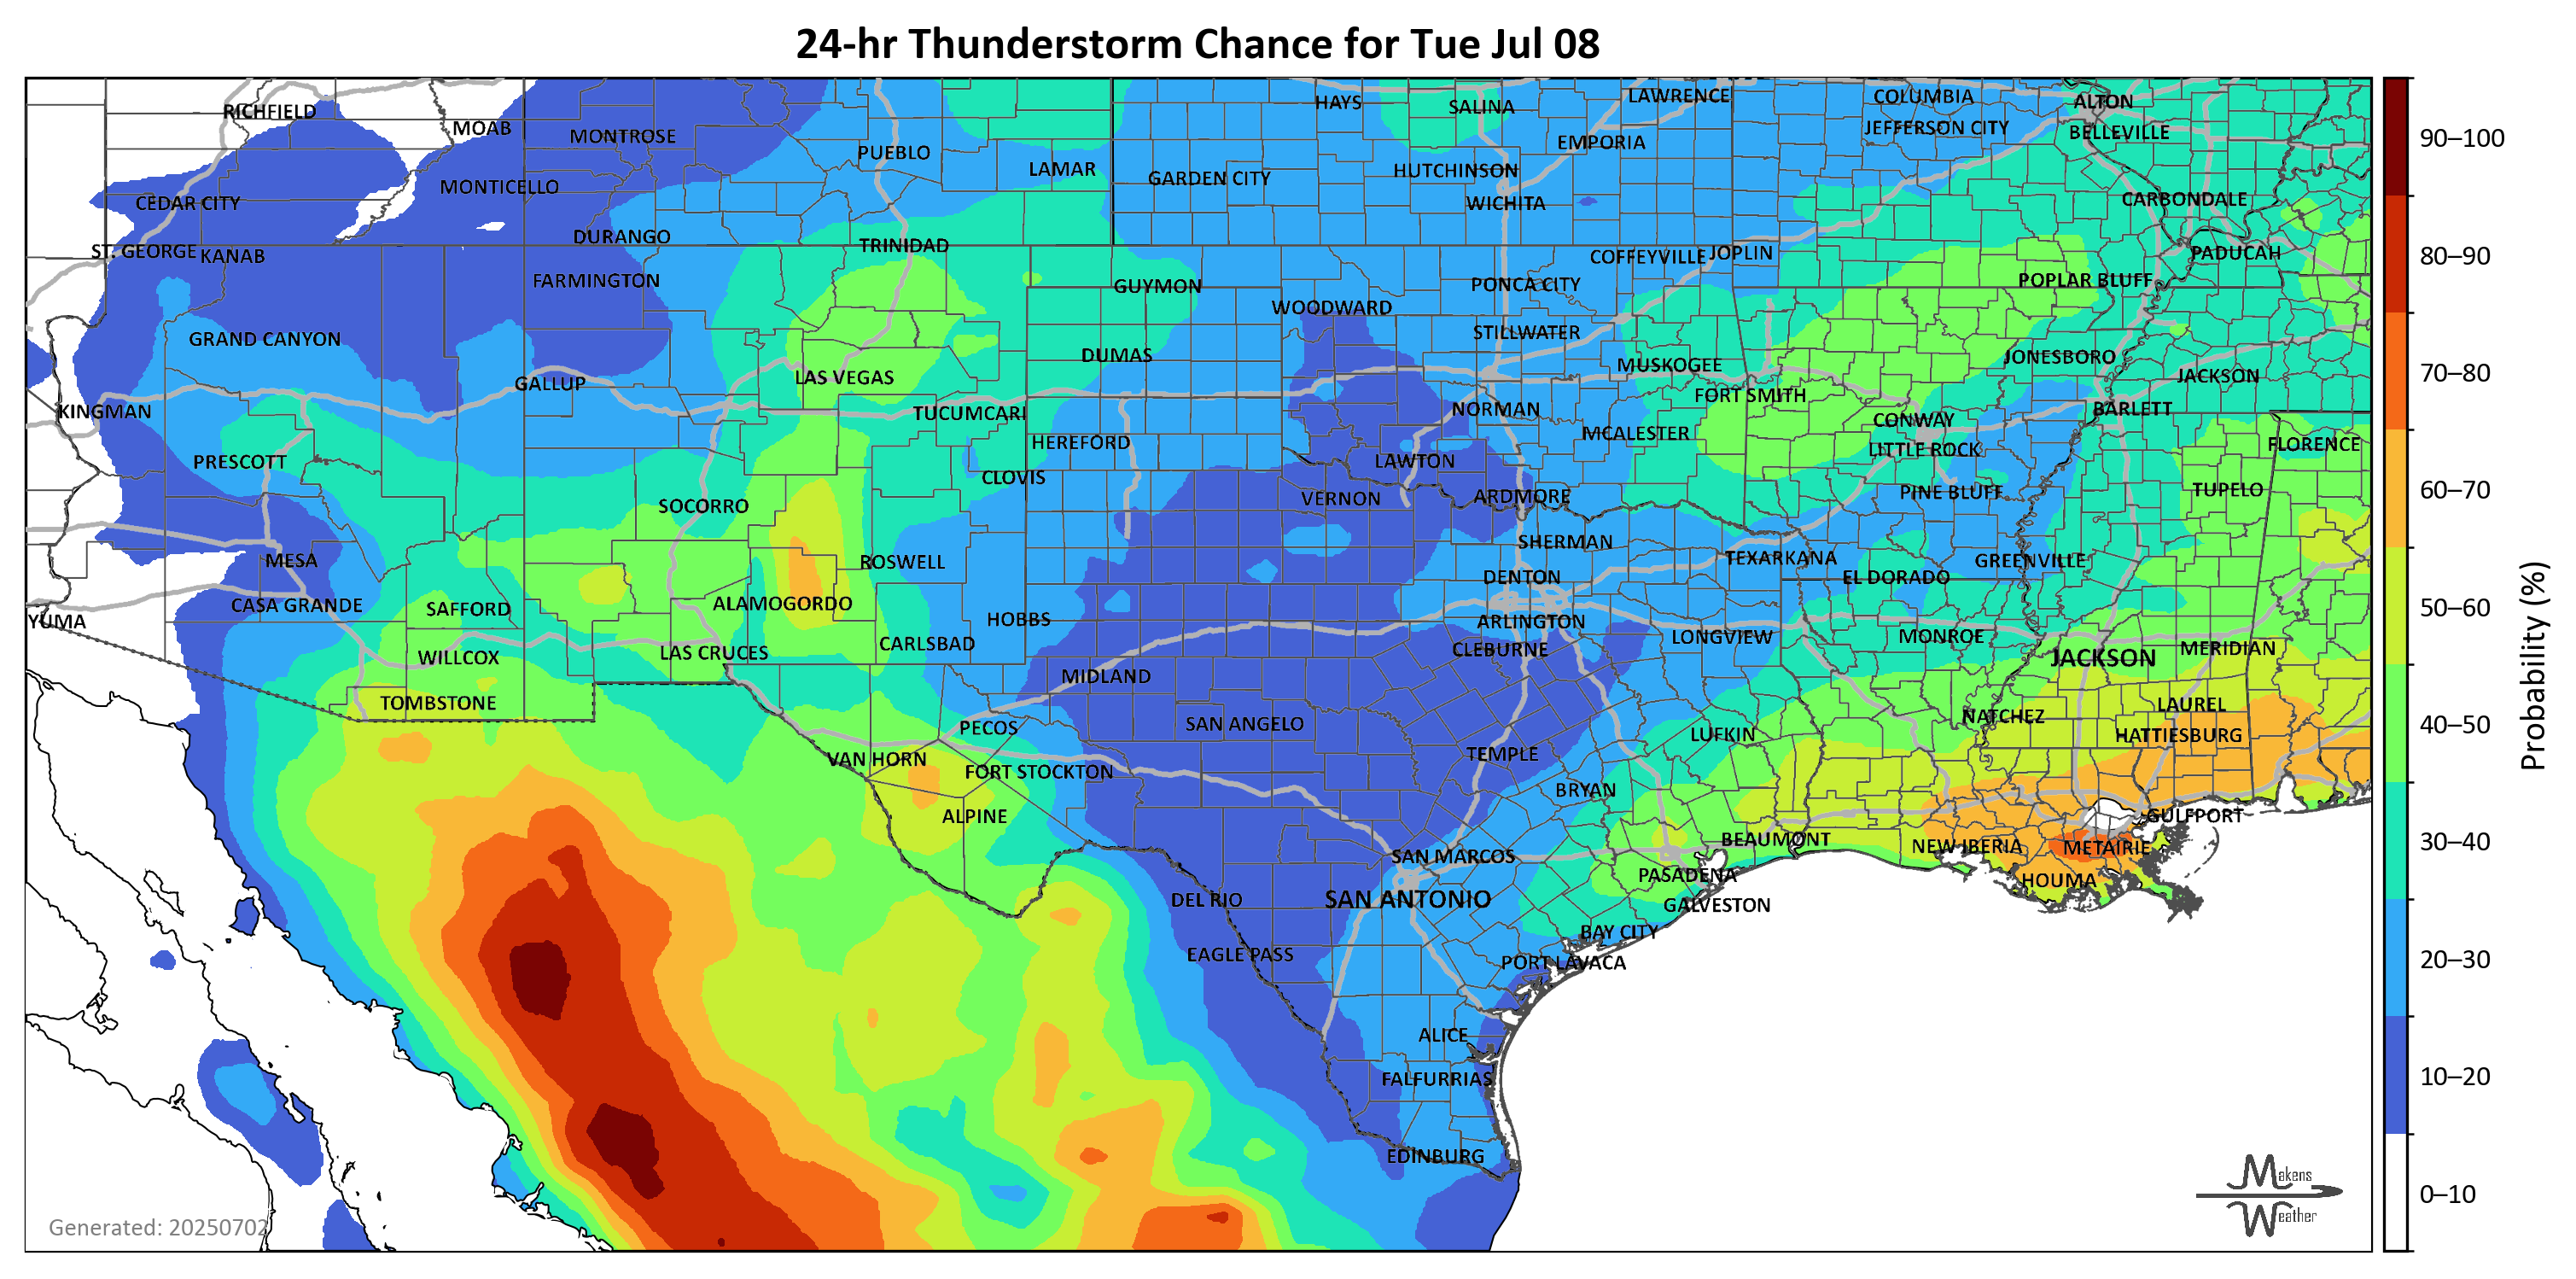 24-hr Thunderstorm Chance for Tue Jul 08
RICHFIELD
MOAB
MONTROSE
PUEBLO
LAMAR
HAYS
SALINA
LAWRENCE
COLUMBIA
ALTON
JEFFERSON CITY
BELLEVILLE
EMPORIA
HUTCHINSON
GARDEN CITY
WICHITA
MONTICELLO
CEDAR CITY
CARBONDALE
ST. GEORGE
KANAB
DURANGO
TRINIDAD
COFFEYVILLE
JOPLIN
PADUCAH
FARMINGTON
GUYMON
PONCA CITY
POPLAR BLUFF
WOODWARD
GRAND CANYON
STILLWATER
DUMAS
MUSKOGEE
JONESBORO
GALLUP
LAS VEGAS
JACKSON
FORT SMITH
KINGMAN
TUCUMCARI
NORMAN
BARLETT
CONWAY
HEREFORD
MCALESTER
LITTLE ROCK
FLORENCE
PRESCOTT
CLOVIS
LAWTON
VERNON
ARDMORE
PINE BLUFF
TUPELO
SOCORRO
SHERMAN
MESA
ROSWELL
TEXARKANA
GREENVILLE
DENTON
EL DORADO
CASA GRANDE
SAFFORD
ALAMOGORDO
YUMA
HOBBS
ARLINGTON
LONGVIEW
MONROE
WILLCOX
LAS CRUCES
CARLSBAD
CLEBURNE
JACKSON
MERIDIAN
MIDLAND
TOMBSTONE
LAUREL
NATCHEZ
PECOS
SAN ANGELO
LUFKIN
HATTIESBURG
TEMPLE
VAN HORN
FORT STOCKTON
BRYAN
ALPINE
GULFPORT
BEAUMONT
NEW IBERIA
METAIRIE
SAN MARCOS
PASADENA
HOUMA
DEL RIO
SAN ANTONIO
GALVESTON
BAY CITY
EAGLE PASS
PORT LAVACA
ALICE
FALFURRIAS
EDINBURG
Generated: 20250702
Makens
Weather
90–100
80–90
70–80
60–70
50–60
40–50
30–40
20–30
10–20
0–10
Probability (%)